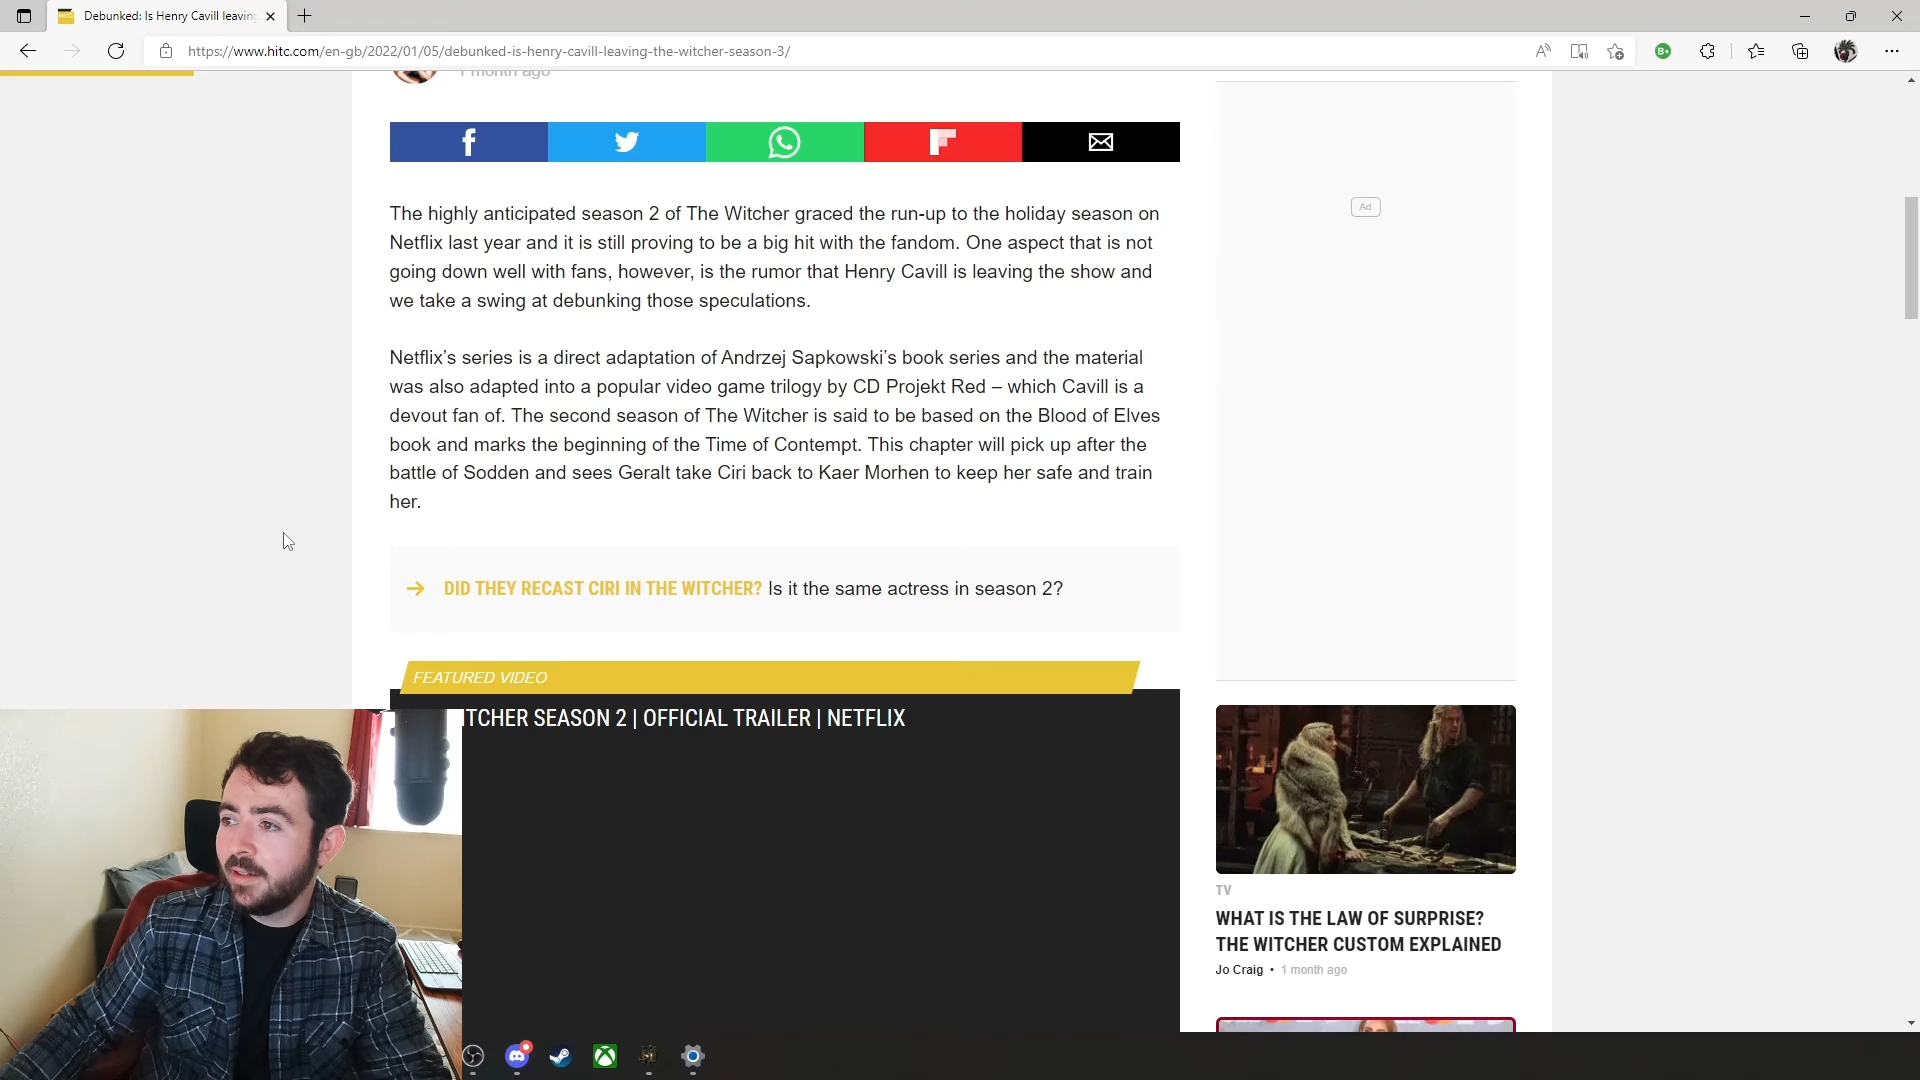 Debunked: Is Henry Cavill leaving
https://www.hitc.com/en-gb/2022/01/05/debunked-is-henry-cavill-leaving-the-witcher-season-3/
1 month ago
Ad
The highly anticipated season 2 of The Witcher graced the run-up to the holiday season on
Netflix last year and it is still proving to be a big hit with the fandom. One aspect that is not
going down well with fans, however, is the rumor that Henry Cavill is leaving the show and
we take a swing at debunking those speculations.
Netflix's series is a direct adaptation of Andrzej Sapkowski's book series and the material
was also adapted into a popular video game trilogy by CD Projekt Red – which Cavill is a
devout fan of. The second season of The Witcher is said to be based on the Blood of Elves
book and marks the beginning of the Time of Contempt. This chapter will pick up after the
battle of Sodden and sees Geralt take Ciri back to Kaer Morhen to keep her safe and train
her.
DID THEY RECAST CIRI IN THE WITCHER? Is it the same actress in season 2?
FEATURED VIDEO
ITCHER SEASON 2 | OFFICIAL TRAILER | NETFLIX
TV
WHAT IS THE LAW OF SURPRISE?
THE WITCHER CUSTOM EXPLAINED
Jo Craig • 1 month ago